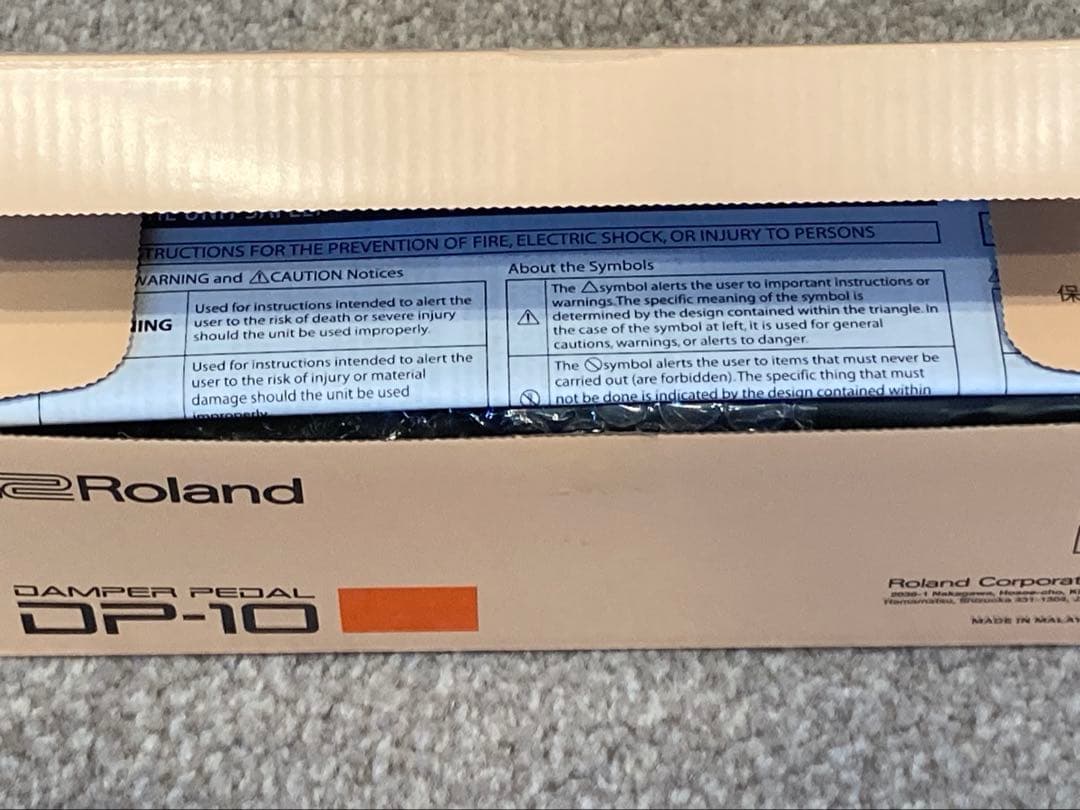 TRUCTIONS FOR THE PREVENTION OF FIRE, ELECTRIC SHOCK, OR INJURY TO PERSONS
WARNING and ⚠CAUTION Notices
ING
Used for instructions intended to alert the
user to the risk of death or severe injury
should the unit be used improperly.
Used for instructions intended to alert the
user to the risk of injury or material
damage should the unit be used
improperly.
About the Symbols
The △symbol alerts the user to important instructions or
warnings.The specific meaning of the symbol is
determined by the design contained within the triangle. In
the case of the symbol at left, it is used for general
cautions, warnings, or alerts to danger.
The ⃠symbol alerts the user to items that must never be
carried out (are forbidden). The specific thing that must
not be done is indicated by the design contained within
保
Roland
DAMPER PEDAL
DP-10
Roland Corporat
MADE IN MALAY